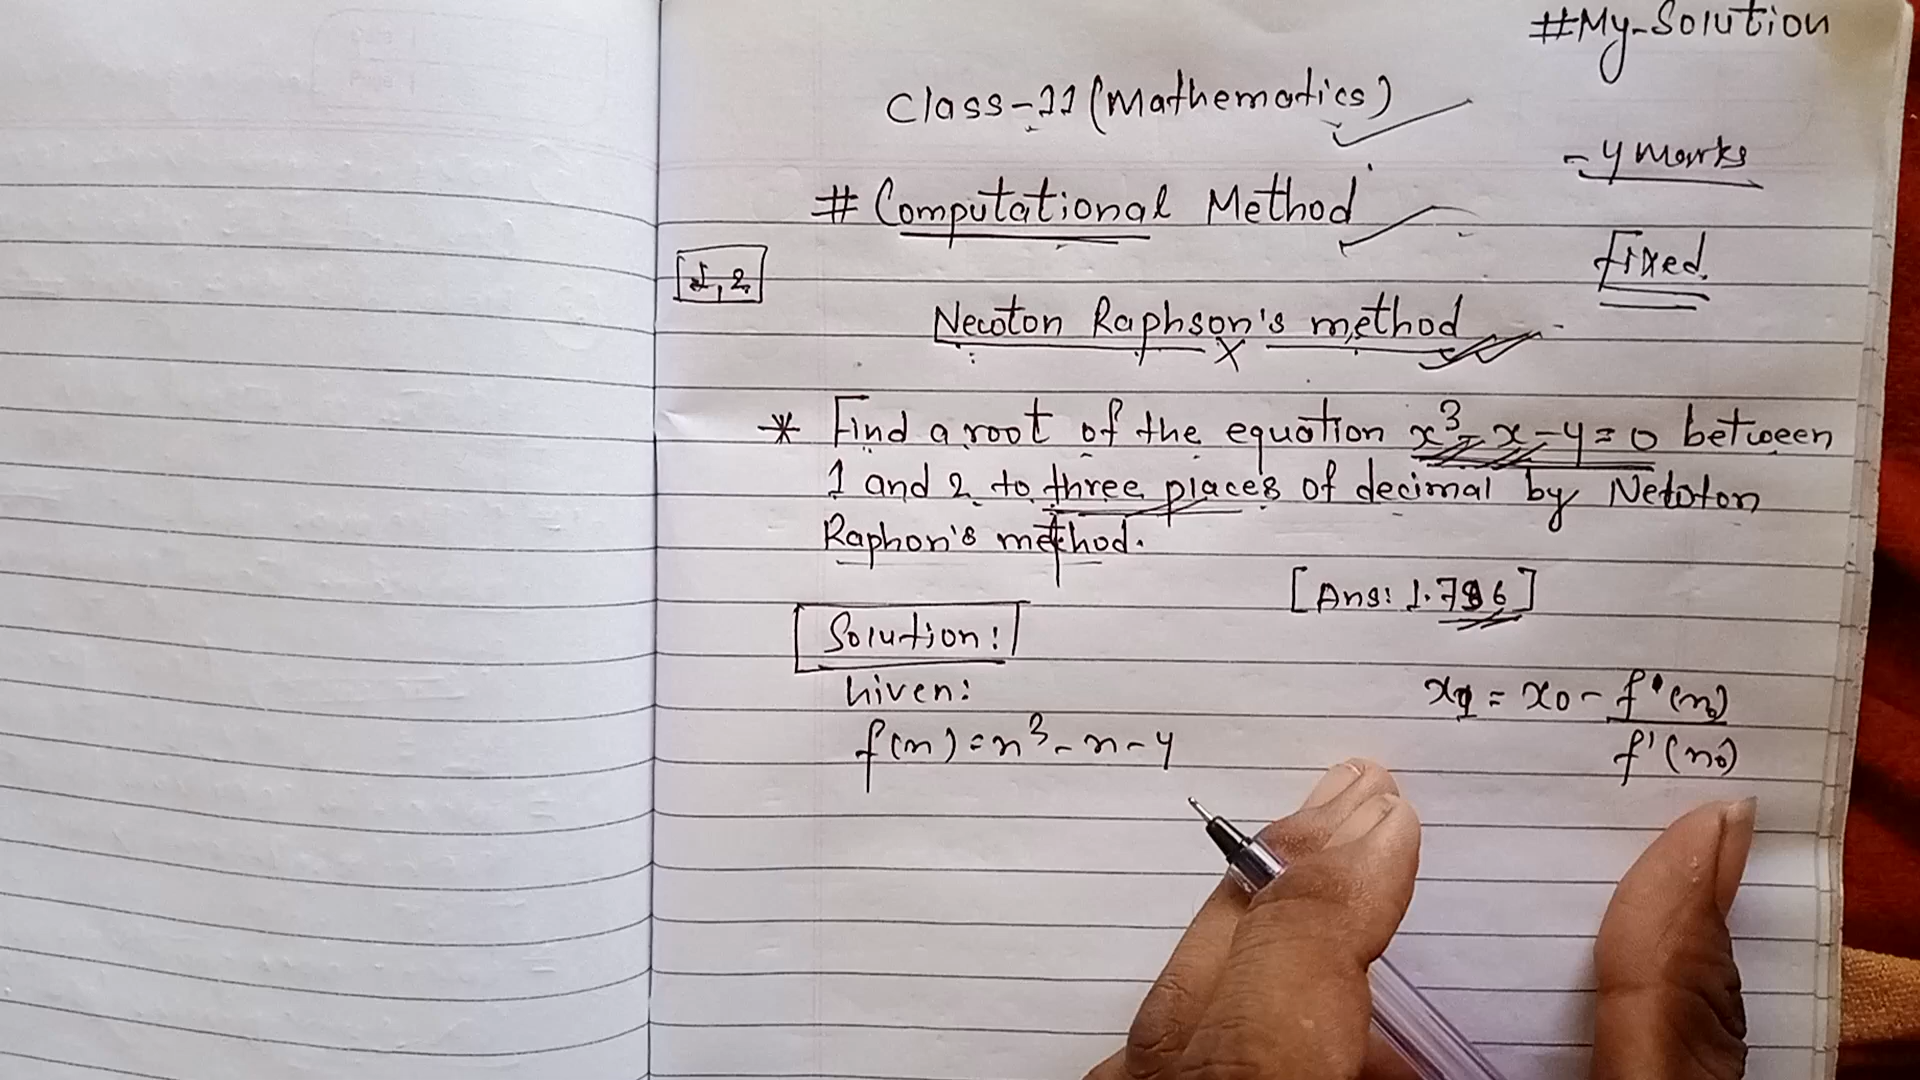 #My-Solution
Class-11 (Mathematics)
- 4 marks
# Computational Method
Fixed.
1, 2
Newton Raphson's method
* Find a root of the equation x³-x-4=0 between
1 and 2 to three places of decimal by Newton
Raphon's method.
[Ans: 1.796]
Solution:
Given:
x1 = x0 - f(x0)
f'(x0)
f(x) = x³-x-4